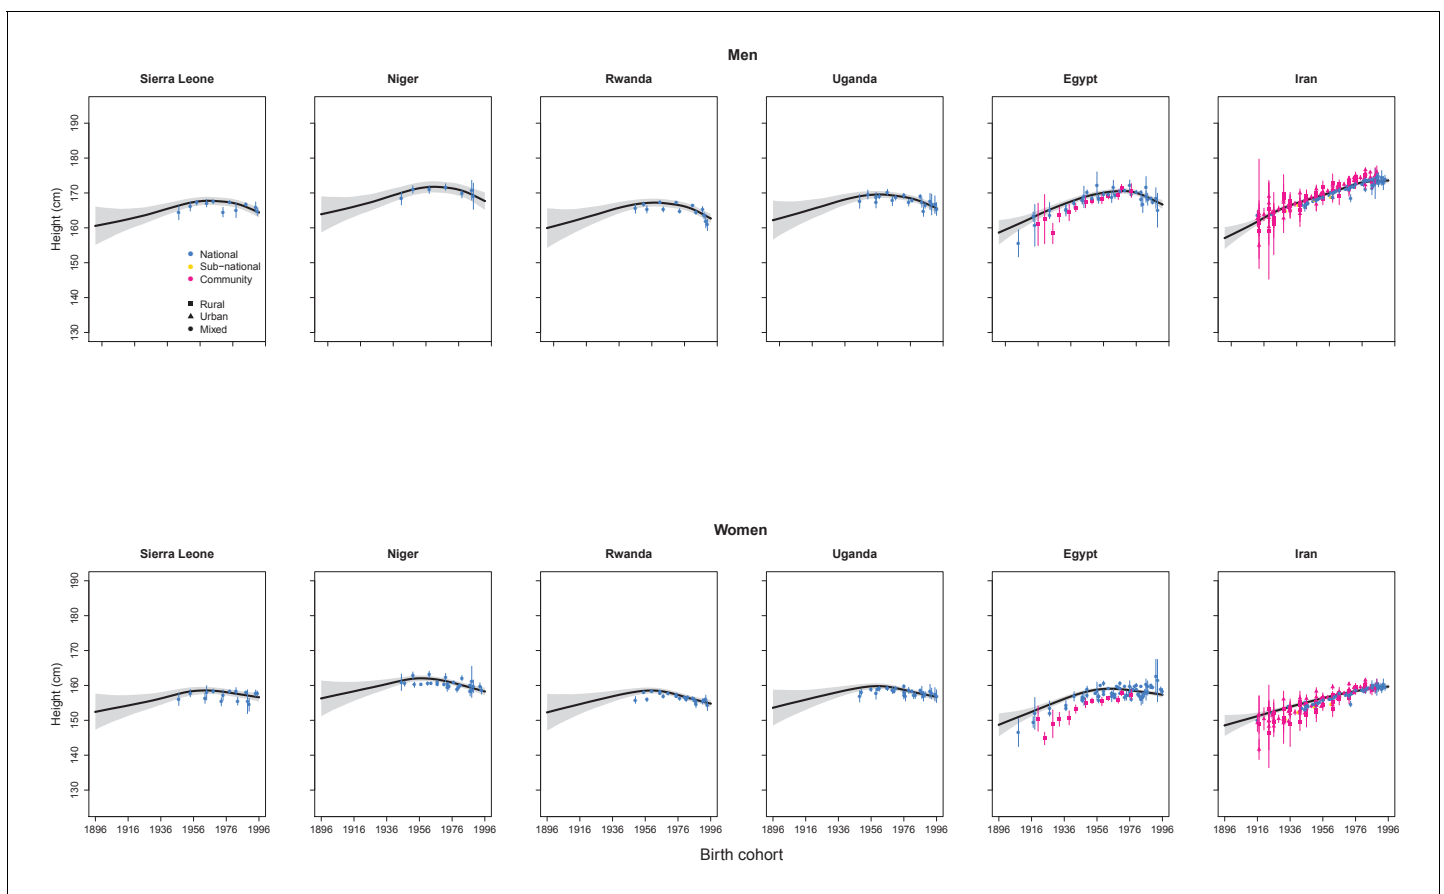 Men
Sierra Leone Niger Rwanda Uganda Egypt Iran
190
180
170
160
150
140
130
Height (cm)
National
Sub−national
Community
Rural
Urban
Mixed
Women
Sierra Leone Niger Rwanda Uganda Egypt Iran
190
180
170
160
150
140
130
Height (cm)
1896 1916 1936 1956 1976 1996 1896 1916 1936 1956 1976 1996 1896 1916 1936 1956 1976 1996 1896 1916 1936 1956 1976 1996 1896 1916 1936 1956 1976 1996 1896 1916 1936 1956 1976 1996
Birth cohort